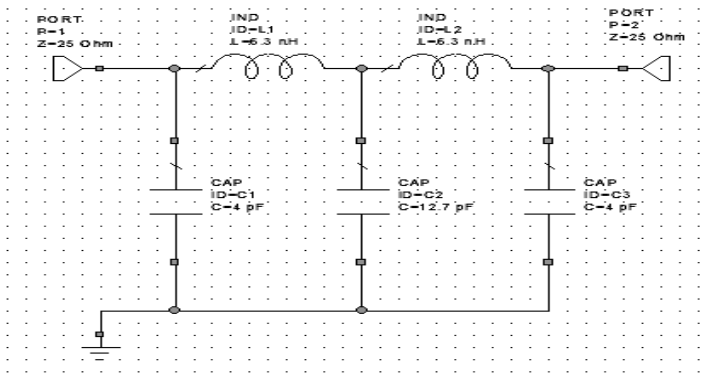 PORT
P=1
Z=25 Ohm
IND
ID=L1
L=6.3 nH
IND
ID=L2
L=6.3 nH
PORT
P=2
Z=25 Ohm
CAP
ID=C1
C=4 pF
CAP
ID=C2
C=12.7 pF
CAP
ID=C3
C=4 pF